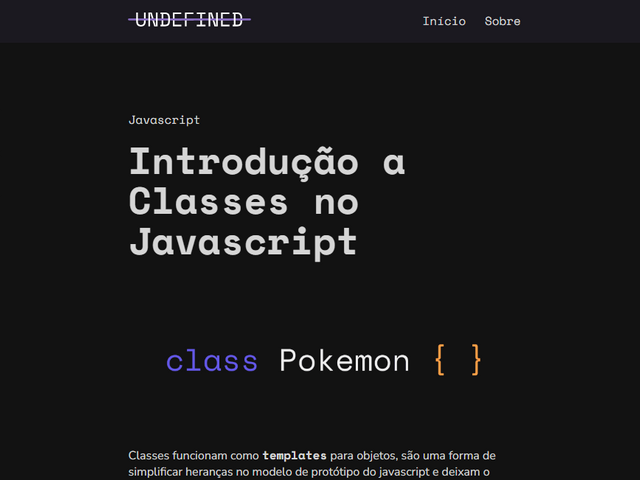 UNDEFINED
Início Sobre
Javascript
Introdução a
Classes no
Javascript
class Pokemon { }
Classes funcionam como templates para objetos, são uma forma de
simplificar heranças no modelo de protótipo do javascript e deixam o